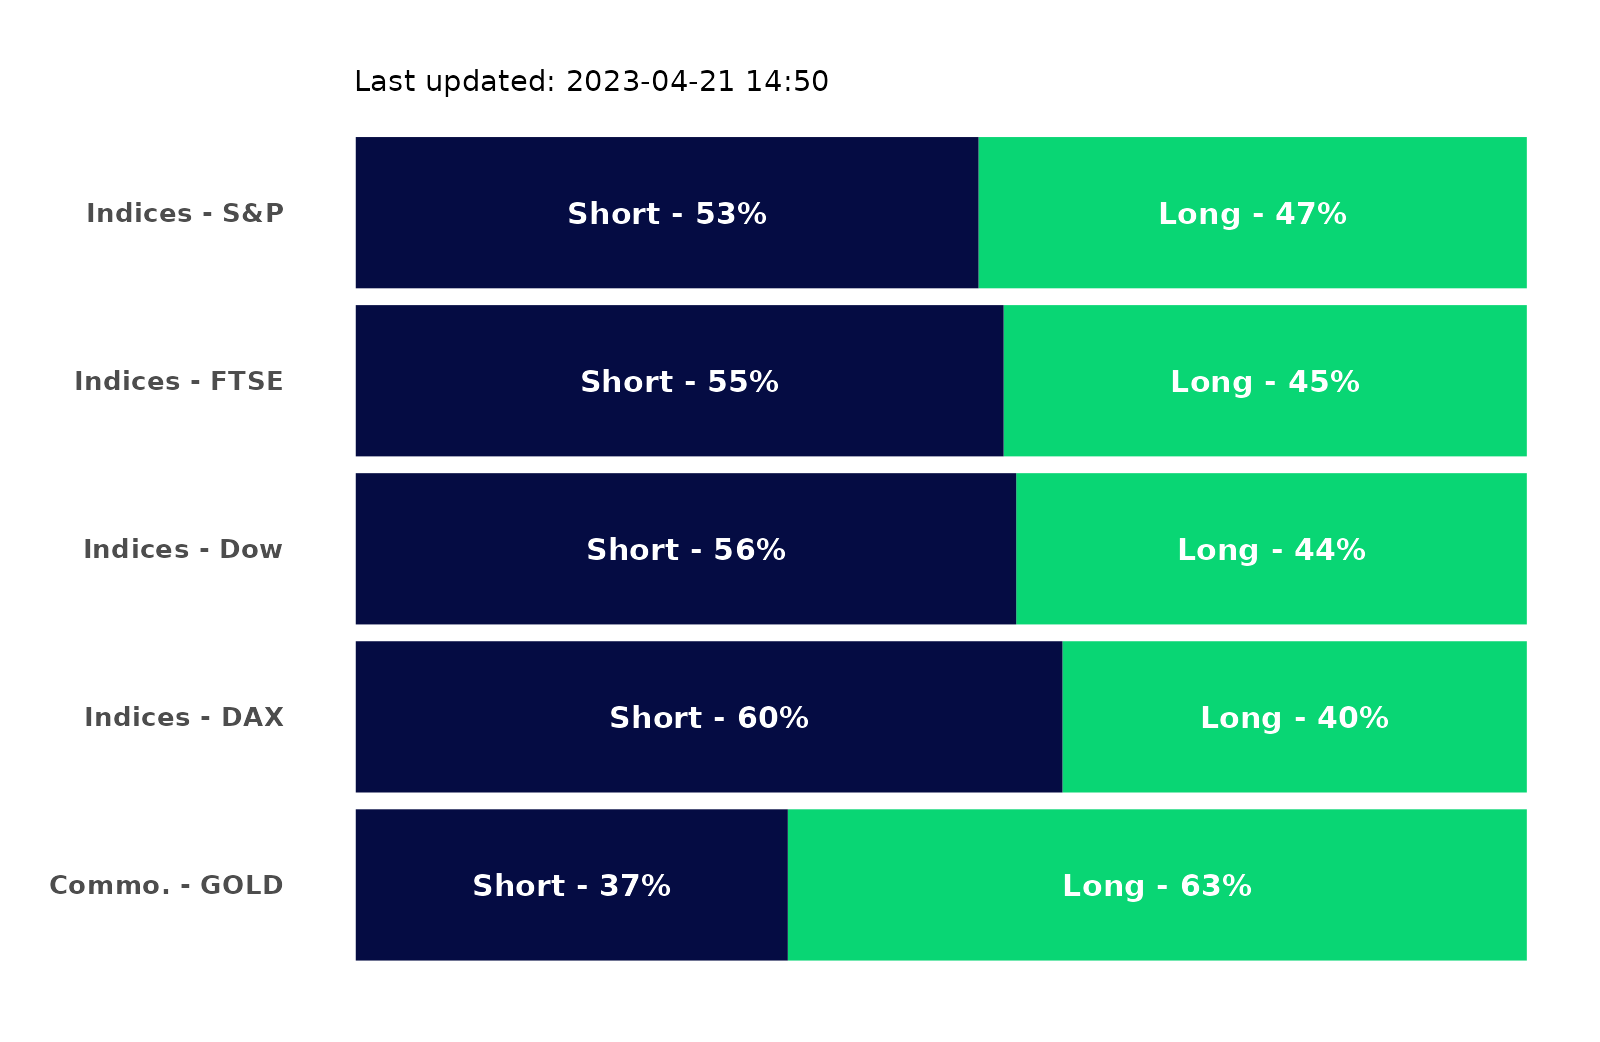 Last updated: 2023-04-21 14:50
Indices - S&P Short - 53% Long - 47%
Indices - FTSE Short - 55% Long - 45%
Indices - Dow Short - 56% Long - 44%
Indices - DAX Short - 60% Long - 40%
Commo. - GOLD Short - 37% Long - 63%